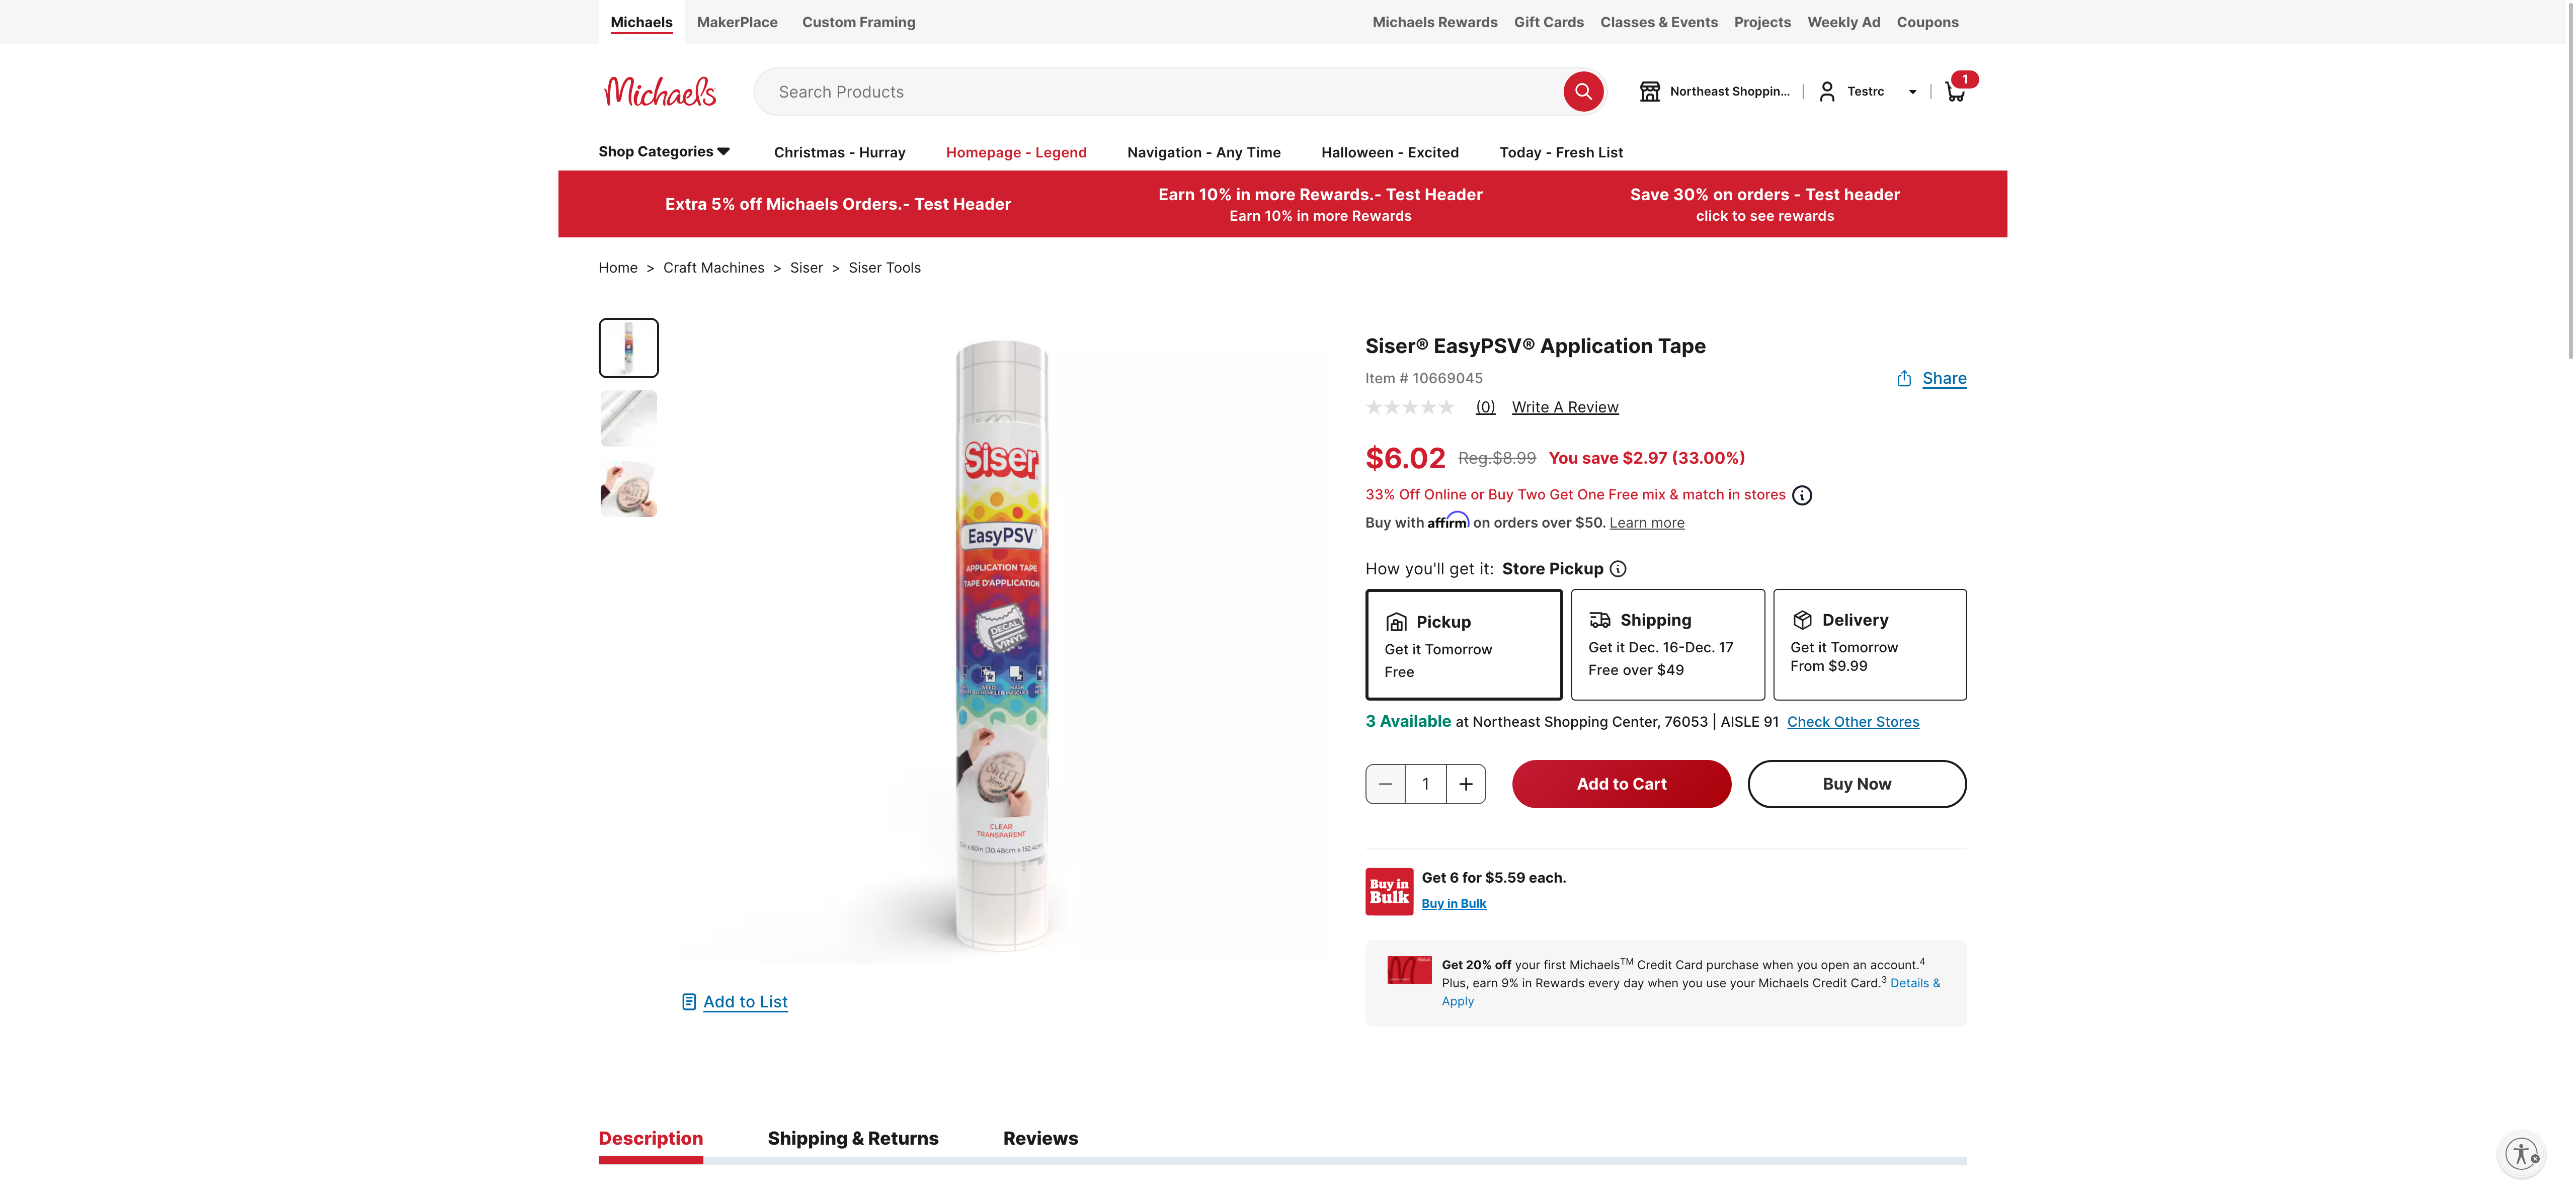 Michaels MakerPlace Custom Framing Michaels Rewards Gift Cards Classes & Events Projects Weekly Ad Coupons
Michaels Search Products Northeast Shoppin... Testrc 1
Shop Categories Christmas - Hurray Homepage - Legend Navigation - Any Time Halloween - Excited Today - Fresh List
Extra 5% off Michaels Orders.- Test Header
Earn 10% in more Rewards.- Test Header
Earn 10% in more Rewards
Save 30% on orders - Test header
click to see rewards
Home > Craft Machines > Siser > Siser Tools
Siser
EasyPSV
APPLICATION TAPE
TAPE D'APPLICATION
DECAL
VINYL
WEED
MASK
SWEET
CLEAR
TRANSPARENT
x 60in (30.48cm x 152.4cm)
Add to List
Siser® EasyPSV® Application Tape
Item # 10669045 Share
(0) Write A Review
$6.02 Reg.$8.99 You save $2.97 (33.00%)
33% Off Online or Buy Two Get One Free mix & match in stores
Buy with affirm on orders over $50. Learn more
How you'll get it: Store Pickup
Pickup
Get it Tomorrow
Free
Shipping
Get it Dec. 16-Dec. 17
Free over $49
Delivery
Get it Tomorrow
From $9.99
3 Available at Northeast Shopping Center, 76053 | AISLE 91 Check Other Stores
1 Add to Cart Buy Now
Buy in
Bulk
Get 6 for $5.59 each.
Buy in Bulk
Get 20% off your first Michaels™ Credit Card purchase when you open an account.⁴
Plus, earn 9% in Rewards every day when you use your Michaels Credit Card.³ Details &
Apply
Description Shipping & Returns Reviews